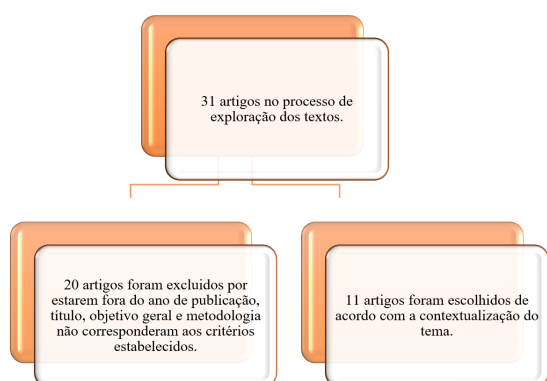 31 artigos no processo de
exploração dos textos.
20 artigos foram excluidos por
estarem fora do ano de publicação,
título, objetivo geral e metodologia
não corresponderam aos critérios
estabelecidos.
11 artigos foram escolhidos de
acordo com a contextualização do
tema.